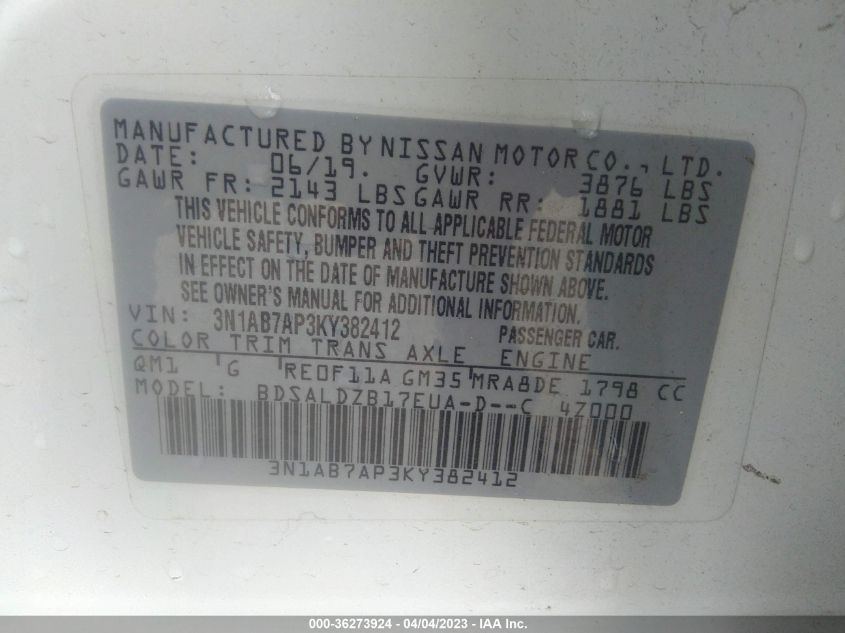 MANUFACTURED BY NISSAN MOTOR CO., LTD.
DATE: 06/19. GVWR: 3876 LBS
GAWR FR: 2143 LBS GAWR RR: 1881 LBS
THIS VEHICLE CONFORMS TO ALL APPLICABLE FEDERAL MOTOR
VEHICLE SAFETY, BUMPER AND THEFT PREVENTION STANDARDS
IN EFFECT ON THE DATE OF MANUFACTURE SHOWN ABOVE.
SEE OWNER'S MANUAL FOR ADDITIONAL INFORMATION.
VIN: 3N1AB7AP3KY382412 PASSENGER CAR.
COLOR TRIM TRANS AXLE ENGINE
QM1 G RE0F11A GM35 MRA8DE 1798 CC
MODEL: BDSALDZB17EUA-D--C 47000
3N1AB7AP3KY382412
000-36273924 - 04/04/2023 - IAA Inc.